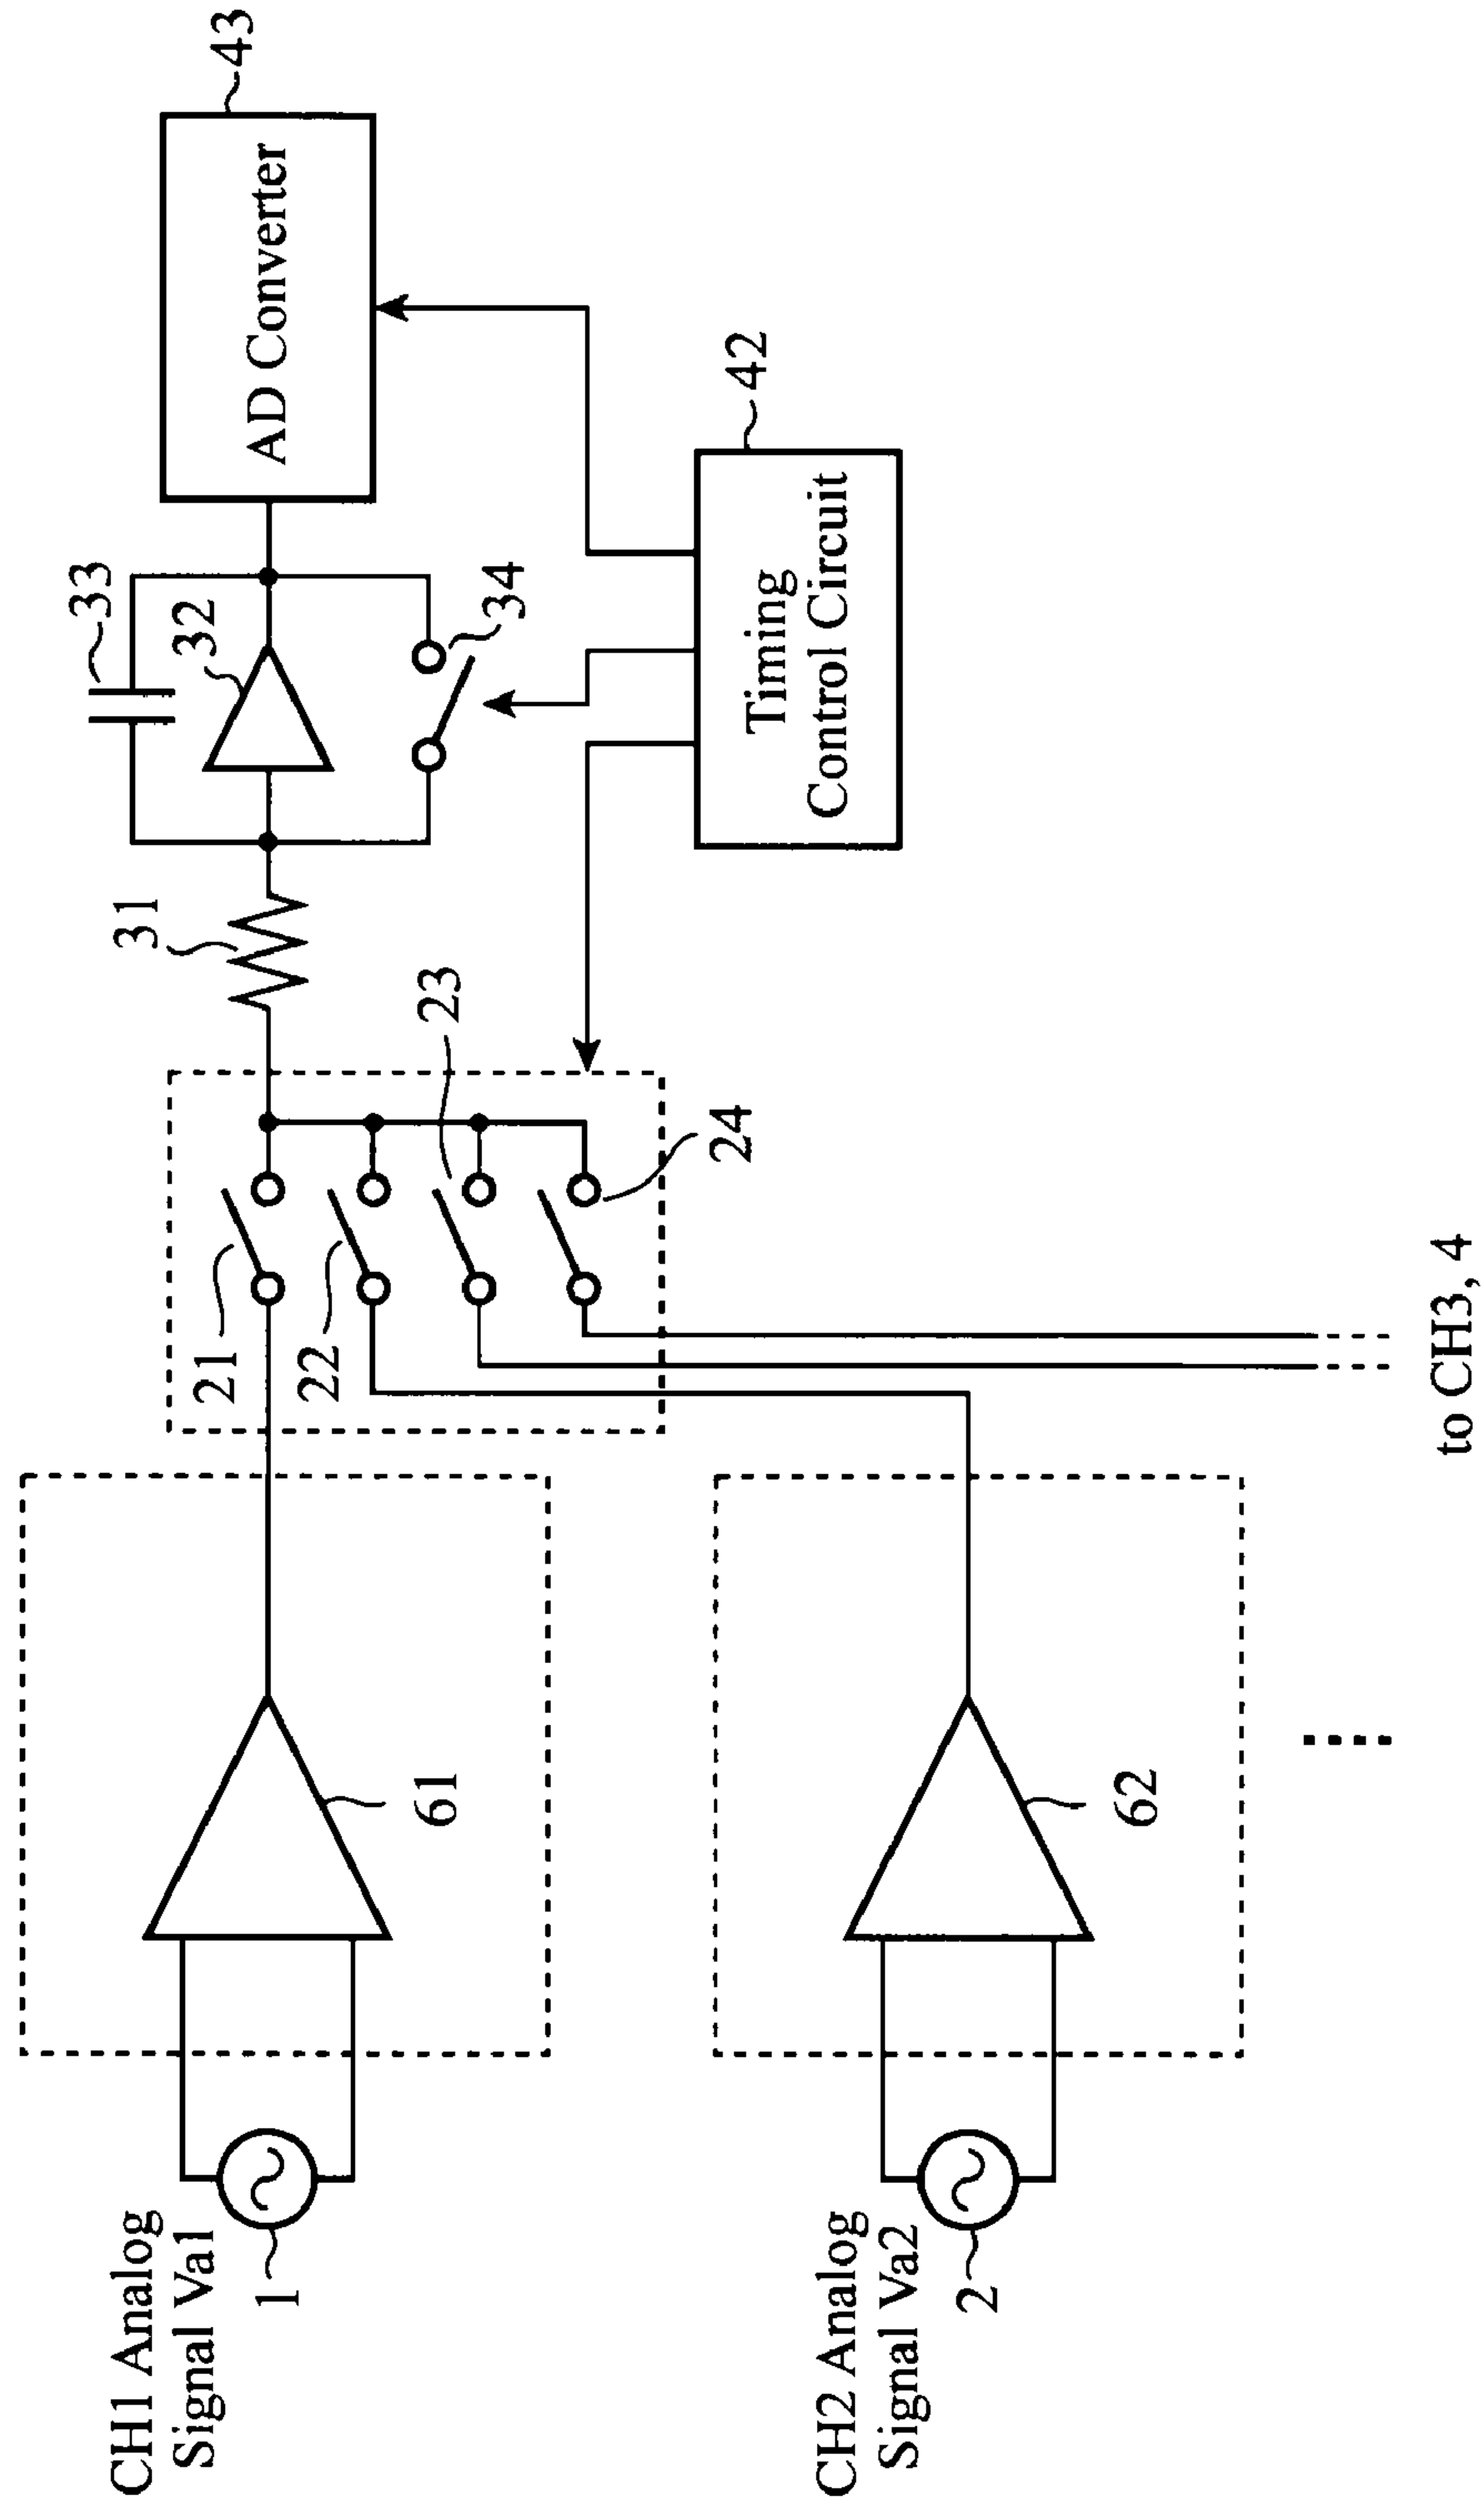 CH1 Analog
Signal Va1
1
61
21
22
23
24
31
33
32
34
AD Converter
43
Timing
Control Circuit
42
CH2 Analog
Signal Va2
2
62
to CH3, 4